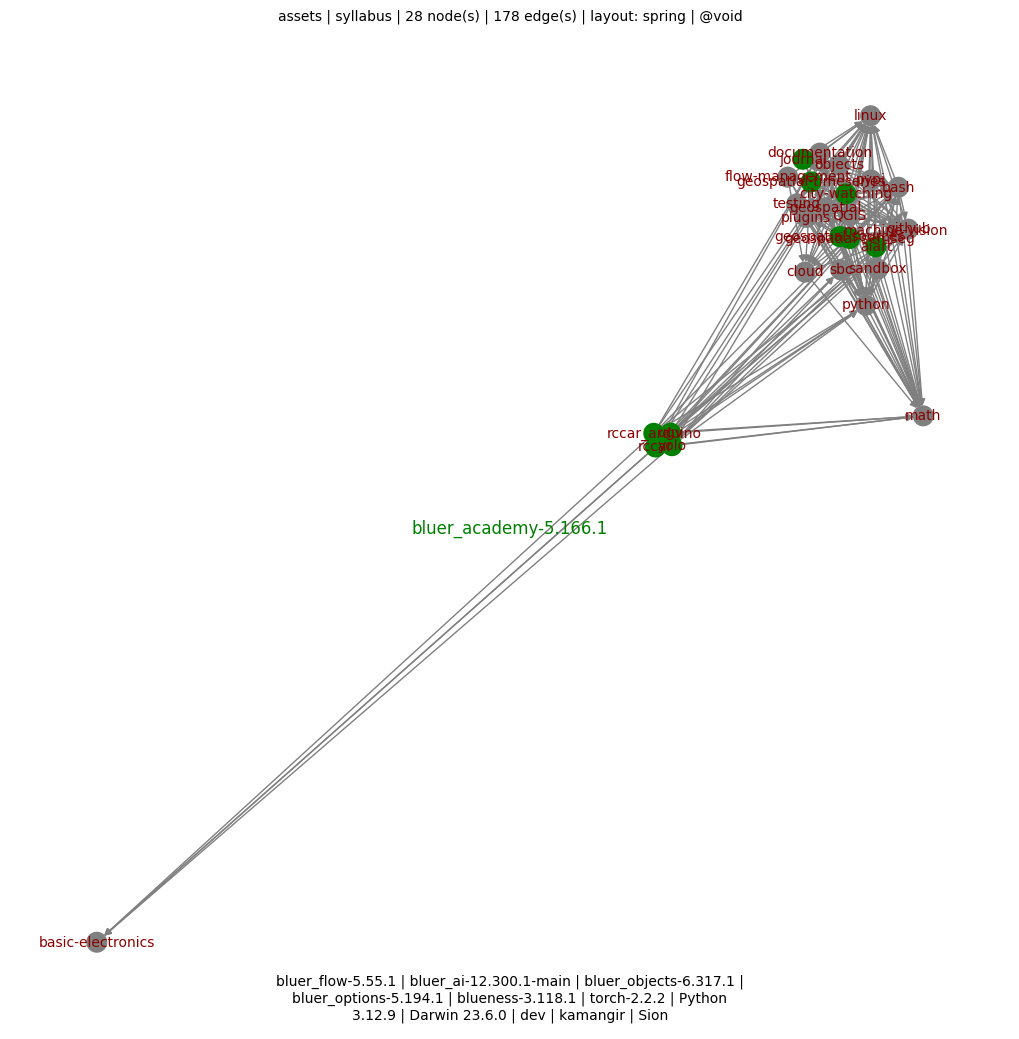 assets | syllabus | 28 node(s) | 178 edge(s) | layout: spring | @void
linux
documentation
journal
objects
flow-management
geospatial-timeseries
bash
city-watching
testing
geospatial
plugins
QGIS
github
machine-vision
cloud
sbc
sandbox
python
math
rccar
bluer_academy-5.166.1
basic-electronics
bluer_flow-5.55.1 | bluer_ai-12.300.1-main | bluer_objects-6.317.1 |
bluer_options-5.194.1 | blueness-3.118.1 | torch-2.2.2 | Python
3.12.9 | Darwin 23.6.0 | dev | kamangir | Sion